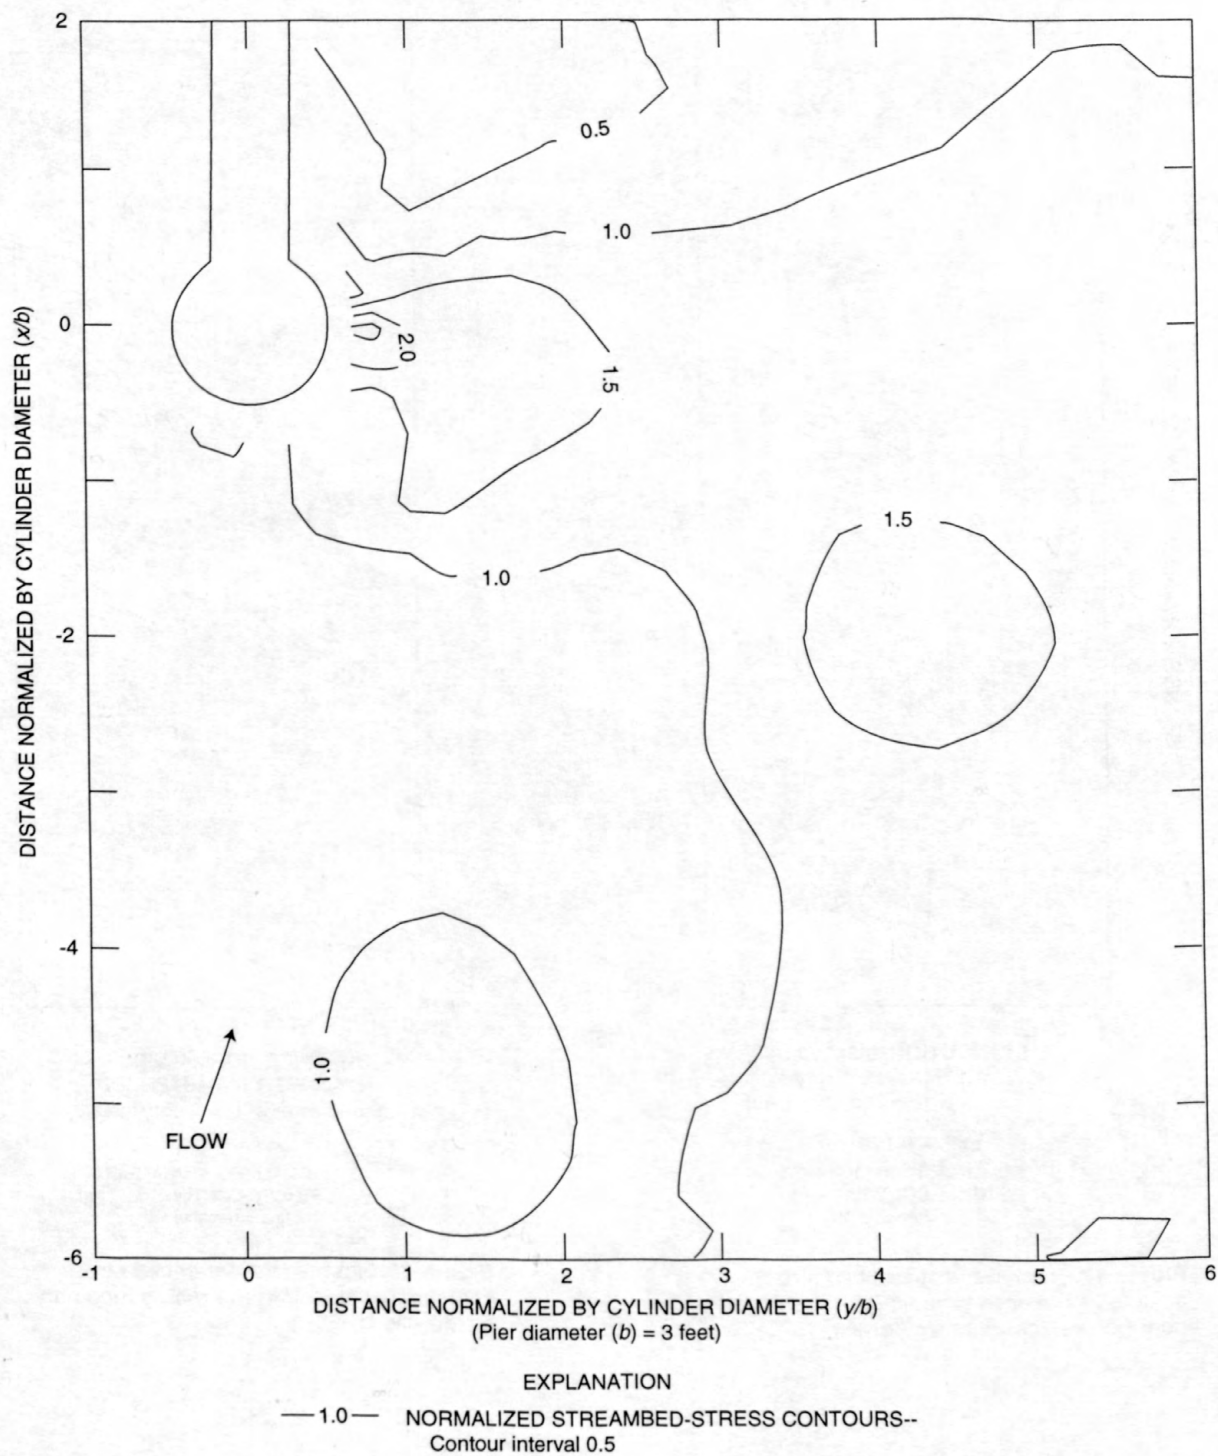 2
0.5
1.0
0
2.0
1.5
1.5
1.0
-2
-4
1.0
FLOW
-6
-1 0 1 2 3 4 5 6
DISTANCE NORMALIZED BY CYLINDER DIAMETER (x/b)
DISTANCE NORMALIZED BY CYLINDER DIAMETER (y/b)
(Pier diameter (b) = 3 feet)
EXPLANATION
1.0 NORMALIZED STREAMBED-STRESS CONTOURS--
Contour interval 0.5